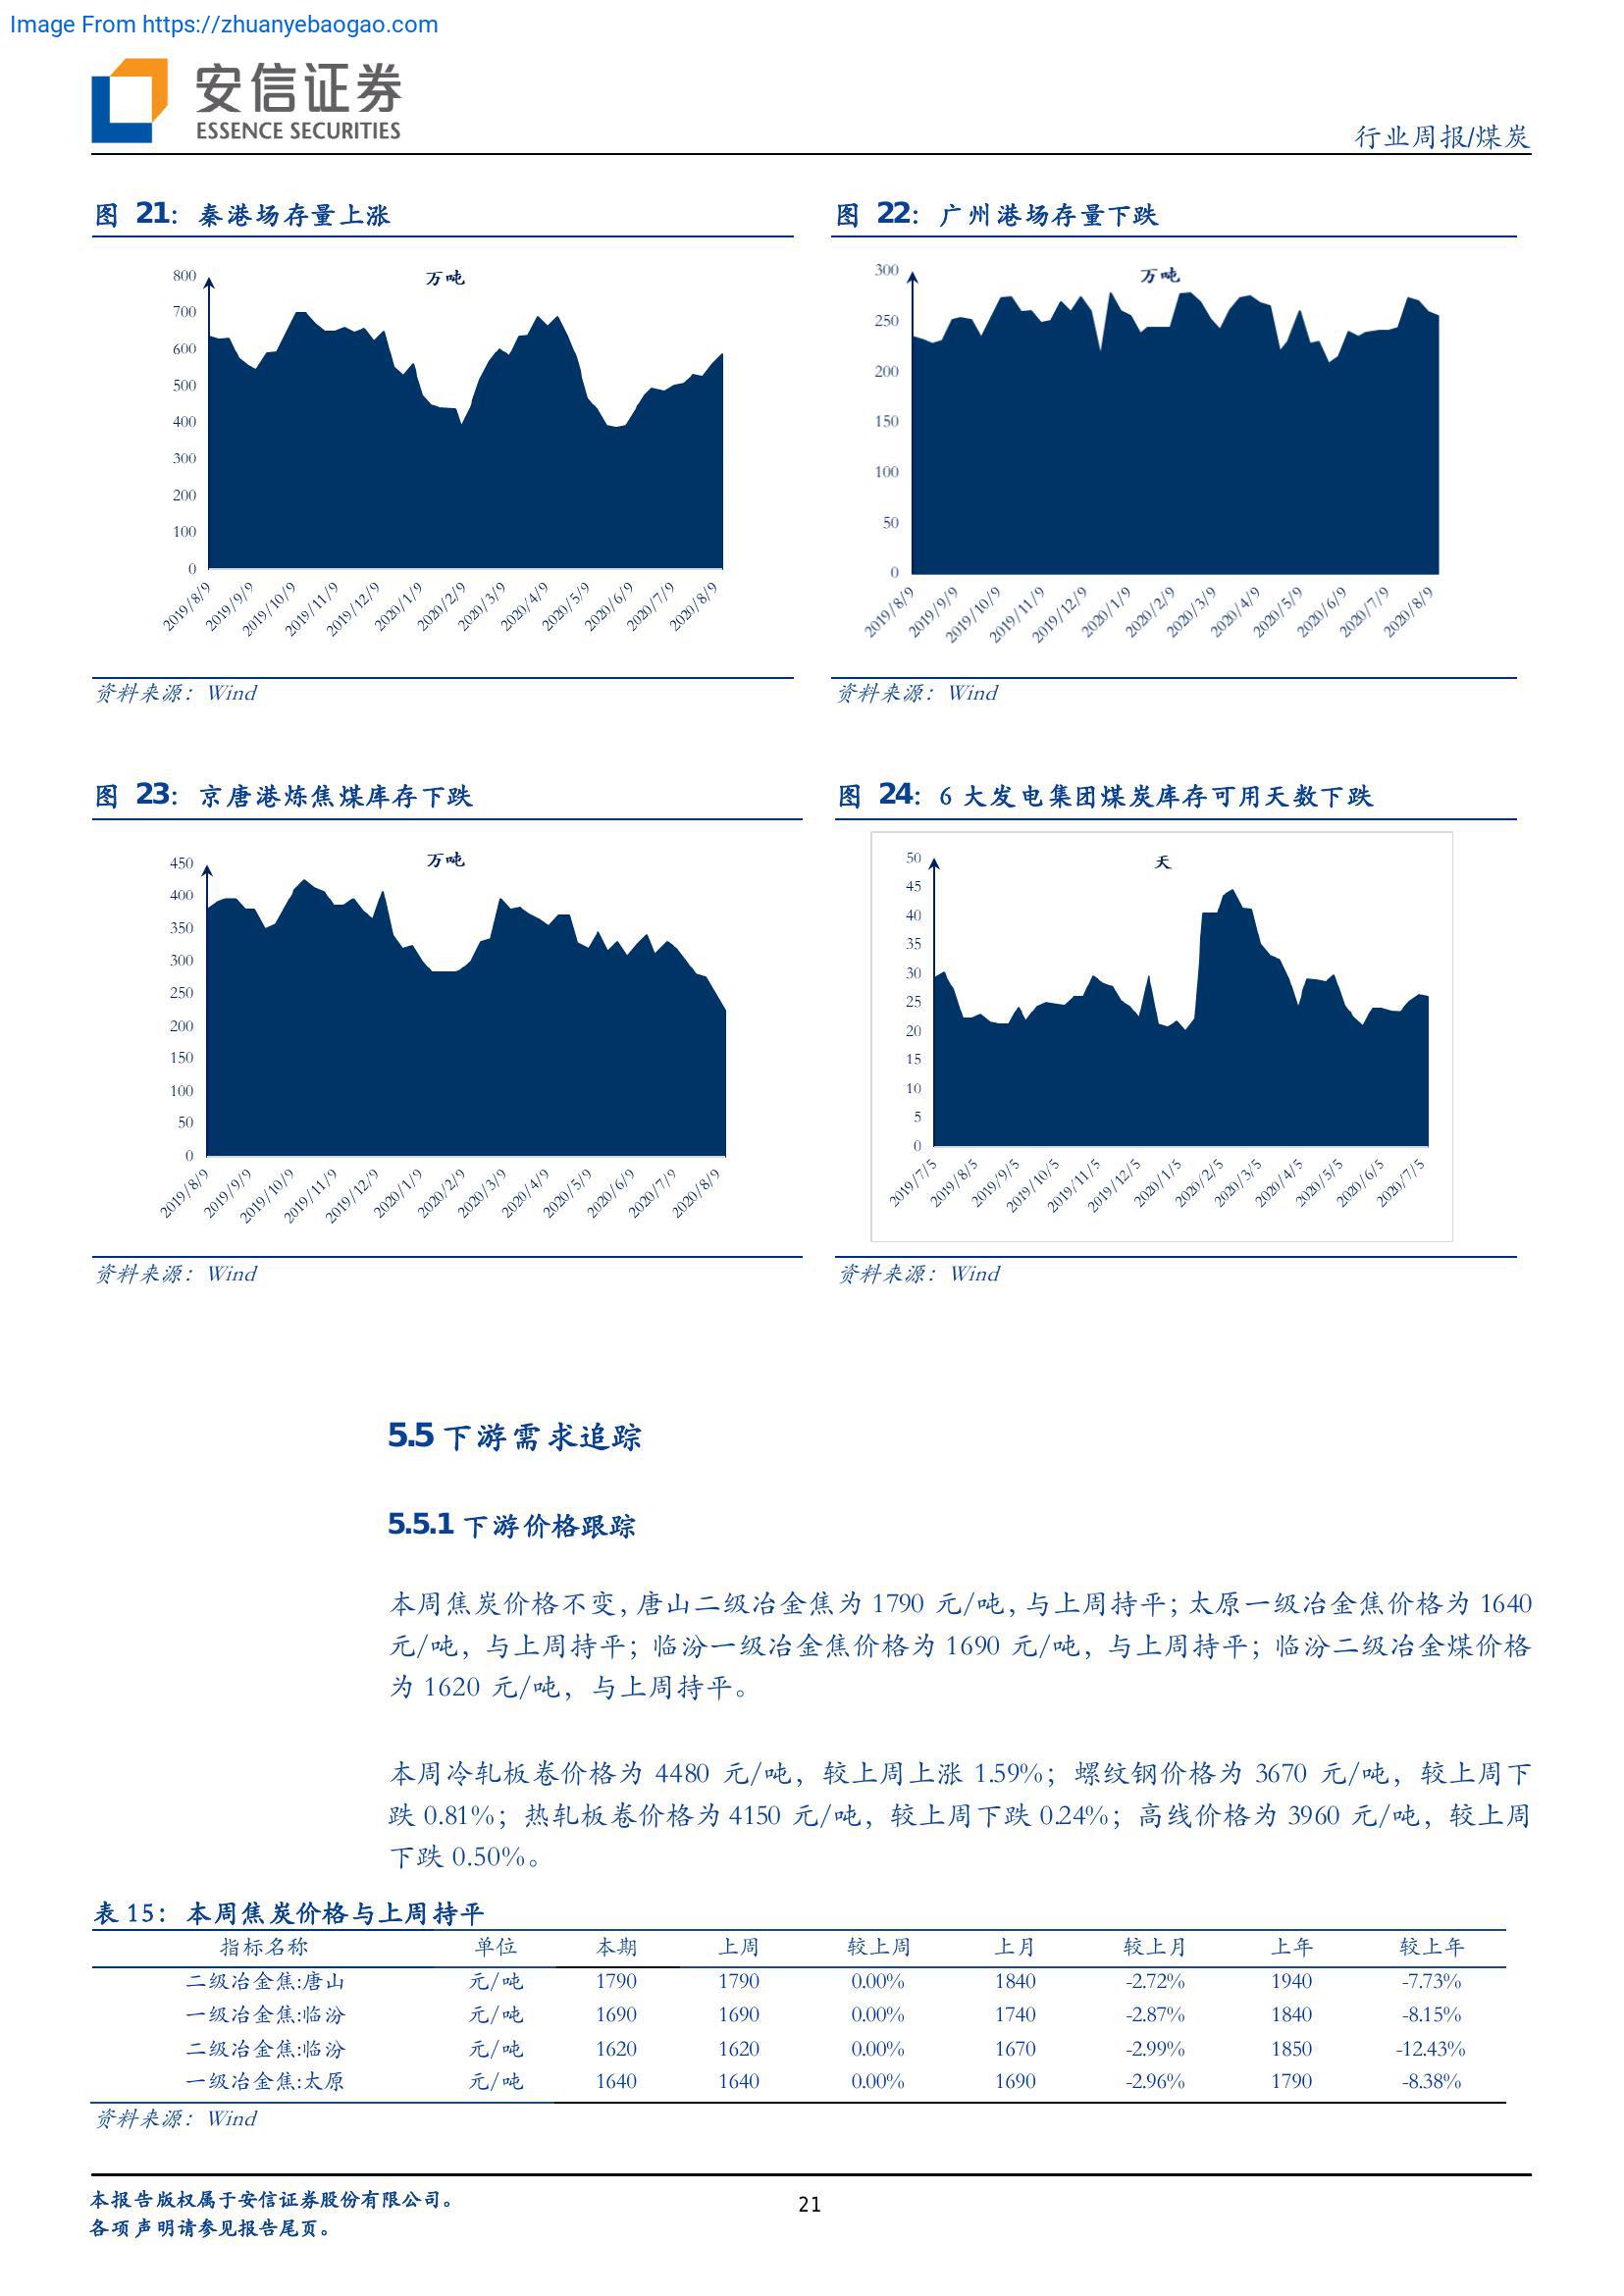 Image From https://zhuanyebaogao.com
安信证券
ESSENCE SECURITIES
行业周报/煤炭
图 21：秦港场存量上涨
万吨
800
700
600
500
400
300
200
100
0
2019/8/9 2019/9/9 2019/10/9 2019/11/9 2019/12/9 2020/1/9 2020/2/9 2020/3/9 2020/4/9 2020/5/9 2020/6/9 2020/7/9 2020/8/9
资料来源：Wind
图 22：广州港场存量下跌
万吨
300
250
200
150
100
50
0
2019/8/9 2019/9/9 2019/10/9 2019/11/9 2019/12/9 2020/1/9 2020/2/9 2020/3/9 2020/4/9 2020/5/9 2020/6/9 2020/7/9 2020/8/9
资料来源：Wind
图 23：京唐港炼焦煤库存下跌
万吨
450
400
350
300
250
200
150
100
50
0
2019/8/9 2019/9/9 2019/10/9 2019/11/9 2019/12/9 2020/1/9 2020/2/9 2020/3/9 2020/4/9 2020/5/9 2020/6/9 2020/7/9 2020/8/9
资料来源：Wind
图 24：6 大发电集团煤炭库存可用天数下跌
天
50
45
40
35
30
25
20
15
10
5
0
2019/7/5 2019/8/5 2019/9/5 2019/10/5 2019/11/5 2019/12/5 2020/1/5 2020/2/5 2020/3/5 2020/4/5 2020/5/5 2020/6/5 2020/7/5
资料来源：Wind
5.5 下游需求追踪
5.5.1 下游价格跟踪
本周焦炭价格不变，唐山二级冶金焦为 1790 元/吨，与上周持平；太原一级冶金焦价格为 1640
元/吨，与上周持平；临汾一级冶金焦价格为 1690 元/吨，与上周持平；临汾二级冶金煤价格
为 1620 元/吨，与上周持平。
本周冷轧板卷价格为 4480 元/吨，较上周上涨 1.59%；螺纹钢价格为 3670 元/吨，较上周下
跌 0.81%；热轧板卷价格为 4150 元/吨，较上周下跌 0.24%；高线价格为 3960 元/吨，较上周
下跌 0.50%。
表 15：本周焦炭价格与上周持平
指标名称 单位 本期 上周 较上周 上月 较上月 上年 较上年
二级冶金焦:唐山 元/吨 1790 1790 0.00% 1840 -2.72% 1940 -7.73%
一级冶金焦:临汾 元/吨 1690 1690 0.00% 1740 -2.87% 1840 -8.15%
二级冶金焦:临汾 元/吨 1620 1620 0.00% 1670 -2.99% 1850 -12.43%
一级冶金焦:太原 元/吨 1640 1640 0.00% 1690 -2.96% 1790 -8.38%
资料来源：Wind
本报告版权属于安信证券股份有限公司。
各项声明请参见报告尾页。
21